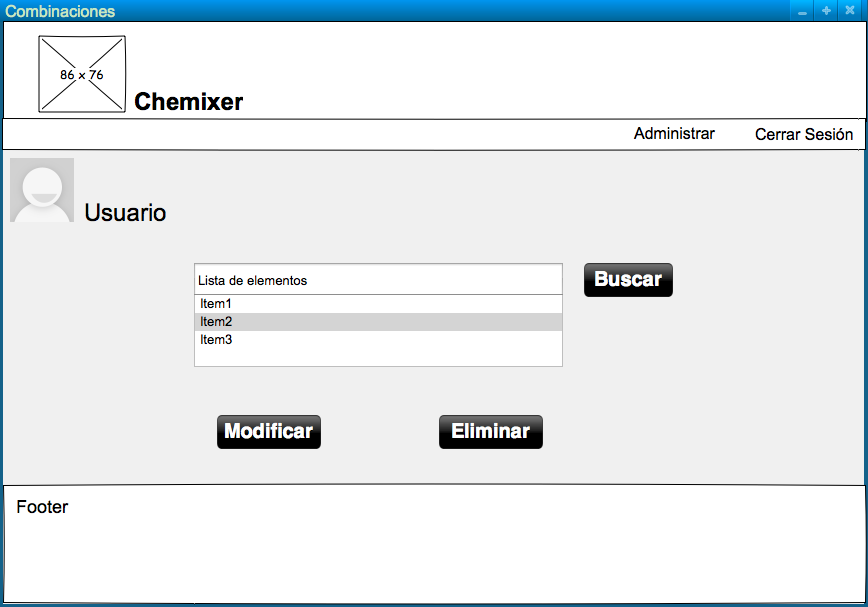 Combinaciones
86 x 76
Chemixer
Administrar
Cerrar Sesión
Usuario
Lista de elementos
Buscar
Item1
Item2
Item3
Modificar
Eliminar
Footer